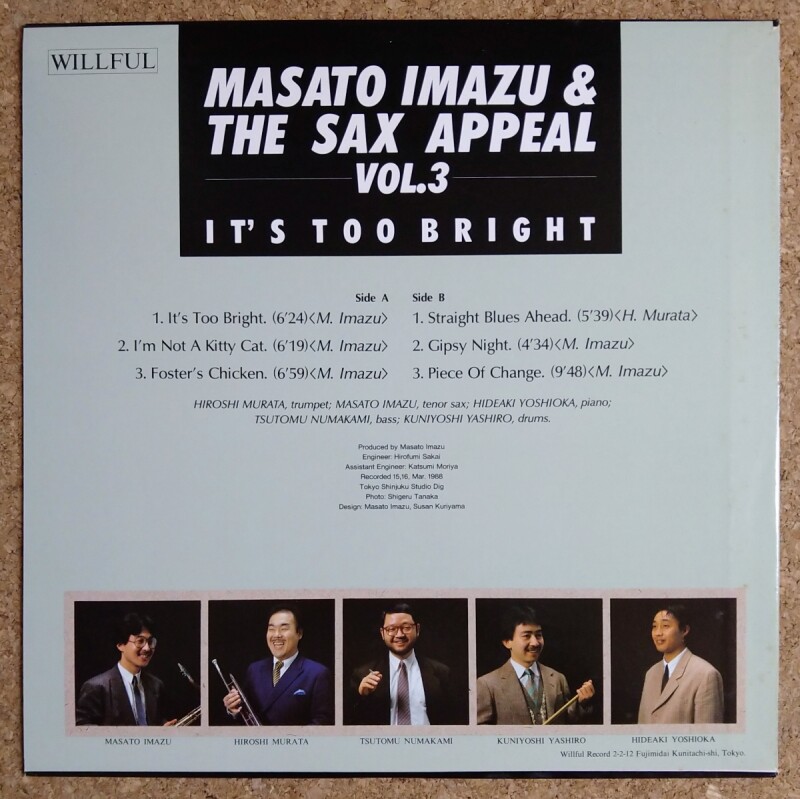 WILLFUL
MASATO IMAZU &
THE SAX APPEAL
VOL.3
IT'S TOO BRIGHT
Side A
1. It's Too Bright. (6'24)<M. Imazu>
2. I'm Not A Kitty Cat. (6'19)<M. Imazu>
3. Foster's Chicken. (6'59)<M. Imazu>
Side B
1. Straight Blues Ahead. (5'39)<H. Murata>
2. Gipsy Night. (4'34)<M. Imazu>
3. Piece Of Change. (9'48)<M. Imazu>
HIROSHI MURATA, trumpet; MASATO IMAZU, tenor sax; HIDEAKI YOSHIOKA, piano;
TSUTOMU NUMAKAMI, bass; KUNIYOSHI YASHIRO, drums.
Produced by Masato Imazu
Engineer: Hirofumi Sakai
Assistant Engineer: Katsumi Moriya
Recorded 15,16, Mar. 1988
Tokyo Shinjuku Studio Dig
Photo: Shigeru Tanaka
Design: Masato Imazu, Susan Kuriyama
MASATO IMAZU
HIROSHI MURATA
TSUTOMU NUMAKAMI
KUNIYOSHI YASHIRO
HIDEAKI YOSHIOKA
Willful Record 2-2-12 Fujimidai Kunitachi-shi, Tokyo.